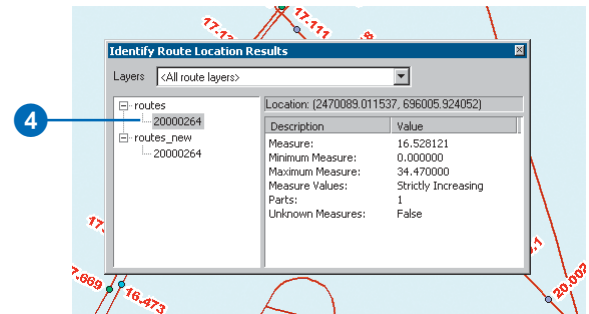 17.111
Identify Route Location Results
Layers <All route layers>
routes
20000264
routes_new
20000264
Location: (2470089.011537, 696005.924052)
Description Value
Measure: 16.528121
Minimum Measure: 0.000000
Maximum Measure: 34.470000
Measure Values: Strictly Increasing
Parts: 1
Unknown Measures: False
4
17.669
16.473
20.002